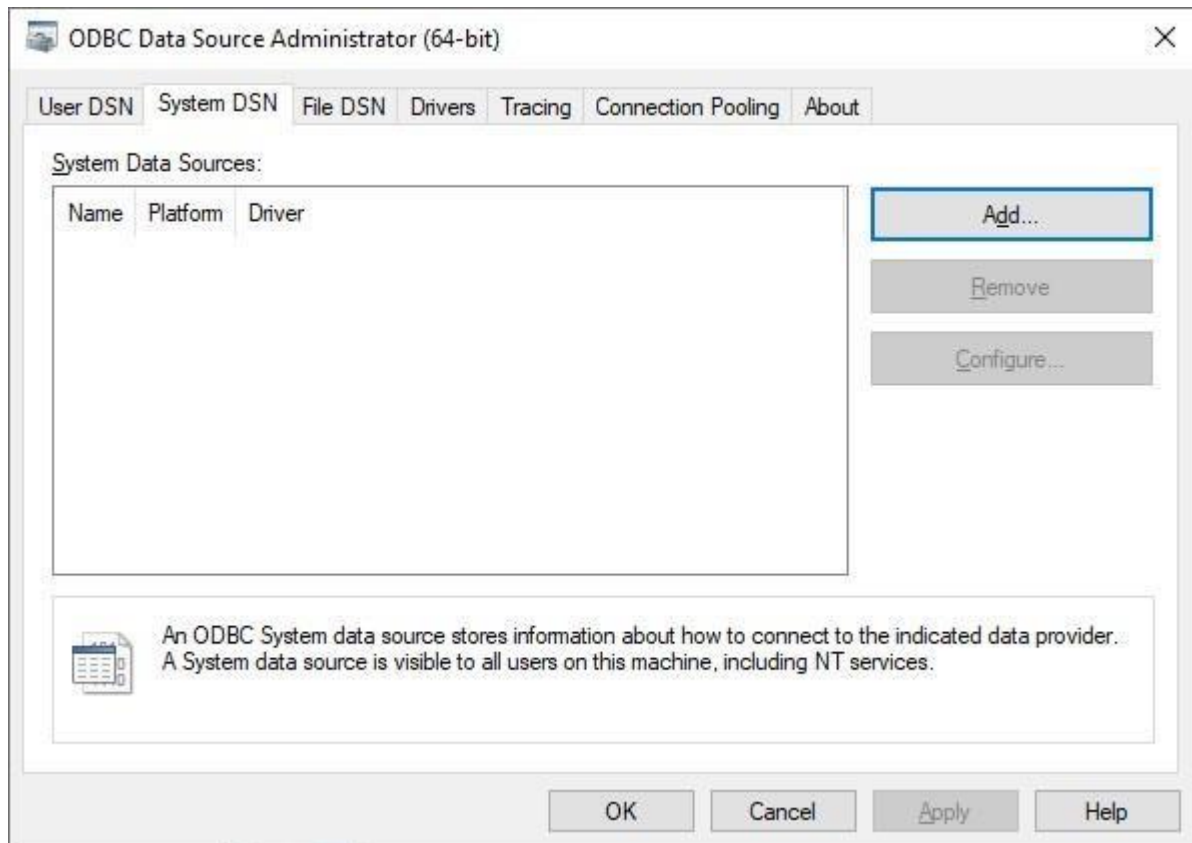 ODBC Data Source Administrator (64-bit)
User DSN System DSN File DSN Drivers Tracing Connection Pooling About
System Data Sources:
Name Platform Driver
Add...
Remove
Configure...
An ODBC System data source stores information about how to connect to the indicated data provider.
A System data source is visible to all users on this machine, including NT services.
OK Cancel Apply Help